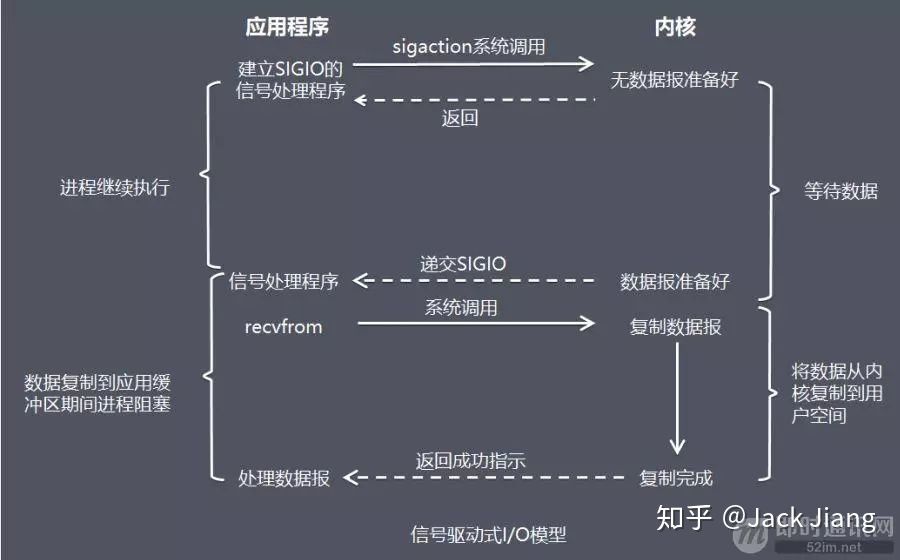 应用程序
内核
sigaction系统调用
建立SIGIO的
信号处理程序
无数据报准备好
返回
进程继续执行
等待数据
递交SIGIO
信号处理程序
数据报准备好
系统调用
recvfrom
复制数据报
数据复制到应用缓
冲区期间进程阻塞
将数据从内
核复制到用
户空间
返回成功指示
处理数据报
复制完成
知乎 @Jack Jiang
即时通讯网
52im.net
信号驱动式I/O模型